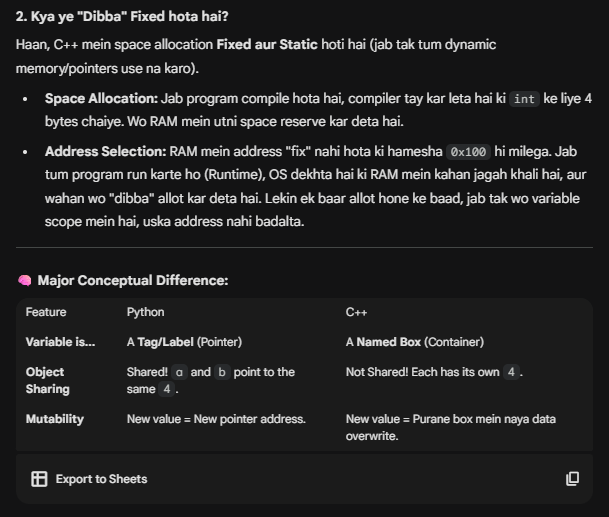 2. Kya ye "Dibba" Fixed hota hai?
Haan, C++ mein space allocation Fixed aur Static hoti hai (jab tak tum dynamic
memory/pointers use na karo).
• Space Allocation: Jab program compile hota hai, compiler tay kar leta hai ki int ke liye 4
bytes chaiye. Wo RAM mein utni space reserve kar deta hai.
• Address Selection: RAM mein address "fix" nahi hota ki hamesha 0x100 hi milega. Jab
tum program run karte ho (Runtime), OS dekhta hai ki RAM mein kahan jagah khali hai, aur
wahan wo "dibba" allot kar deta hai. Lekin ek baar allot hone ke baad, jab tak wo variable
scope mein hai, uska address nahi badalta.
🧠 Major Conceptual Difference:
Feature Python C++
Variable is... A Tag/Label (Pointer) A Named Box (Container)
Object Shared! a and b point to the Not Shared! Each has its own 4.
Sharing same 4.
Mutability New value = New pointer address. New value = Purane box mein naya data
overwrite.
Export to Sheets